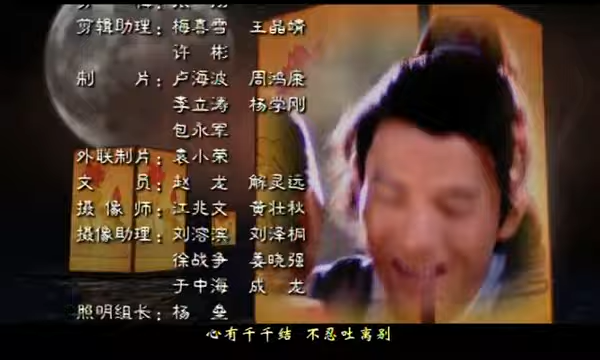 剪辑助理：梅喜雪　王晶婧
许　彬
制　　片：卢海波　周鸿康
李立涛　杨学刚
包永军
外联制片：袁小荣
文　　员：赵　龙　解灵远
摄 像 师：江兆文　黄壮秋
摄像助理：刘溶滨　刘泽桐
徐战争　姜晓强
于中海　成　龙
照明组长：杨　垒
心有千千结　不忍吐离别